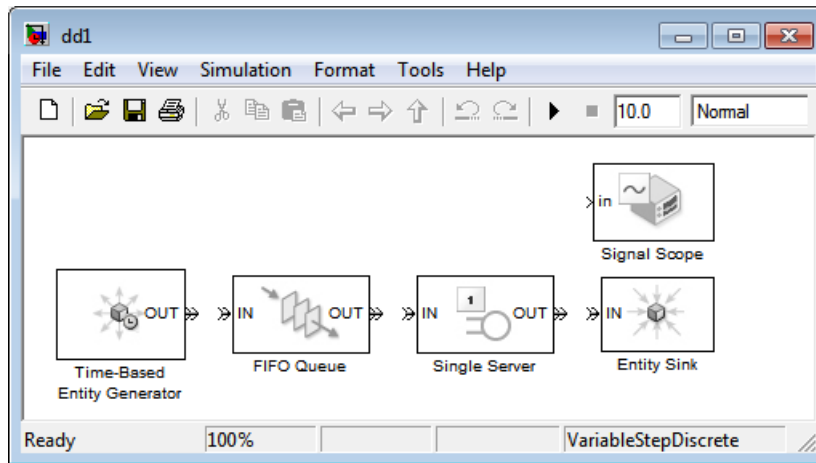 dd1
File Edit View Simulation Format Tools Help
10.0 Normal
in
Signal Scope
OUT IN OUT IN 1 OUT IN
Time-Based FIFO Queue Single Server Entity Sink
Entity Generator
Ready 100% VariableStepDiscrete